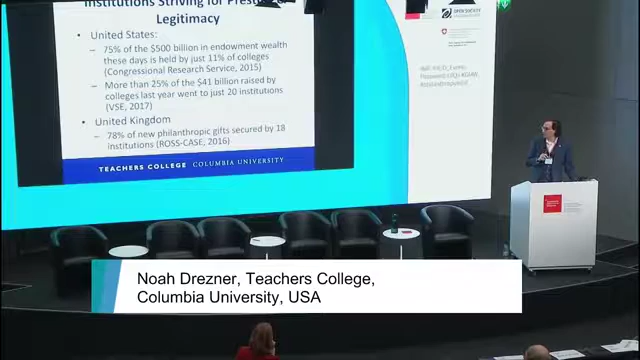 Institutions Striving for
Legitimacy
• United States:
– 75% of the $500 billion in endowment wealth
these days is held by just 11% of colleges
(Congressional Research Service, 2015)
– More than 25% of the $41 billion raised by
colleges last year went to just 20 institutions
(VSE, 2017)
• United Kingdom
– 78% of new philanthropic gifts secured by 18
institutions (ROSS-CASE, 2016)
TEACHERS COLLEGE COLUMBIA UNIVERSITY
OPEN SOCIETY
Noah Drezner, Teachers College,
Columbia University, USA